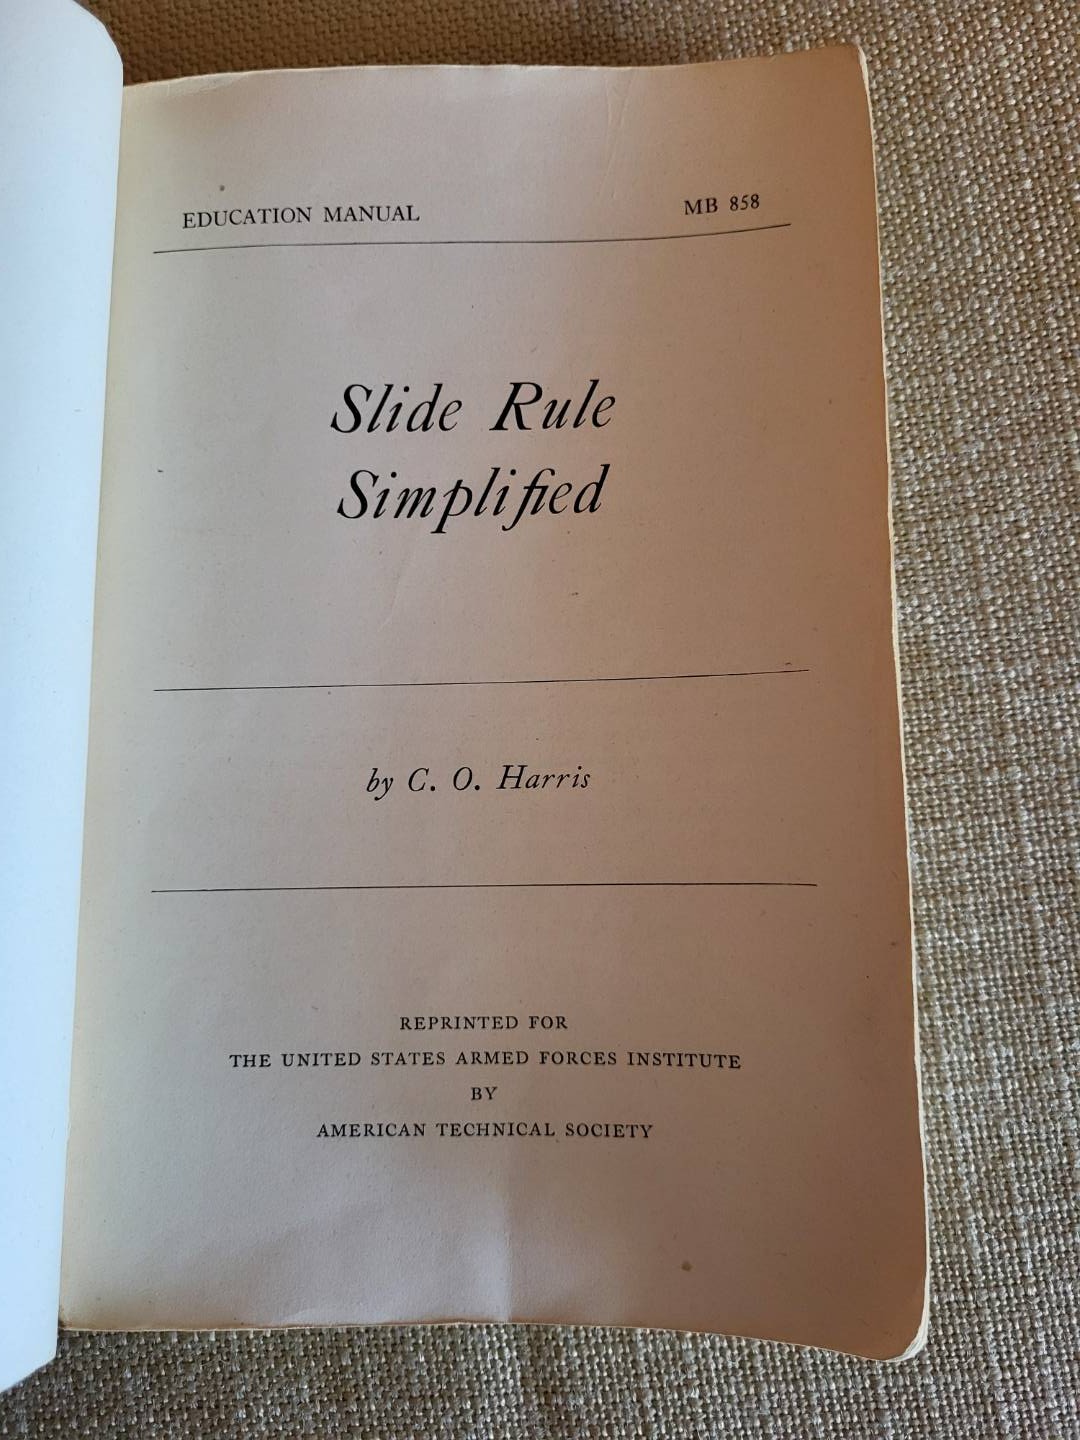 EDUCATION MANUAL MB 858
Slide Rule
Simplified
by C. O. Harris
REPRINTED FOR
THE UNITED STATES ARMED FORCES INSTITUTE
BY
AMERICAN TECHNICAL SOCIETY